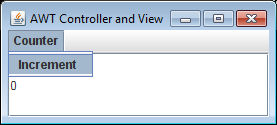 AWT Controller and View
Counter
Increment
0